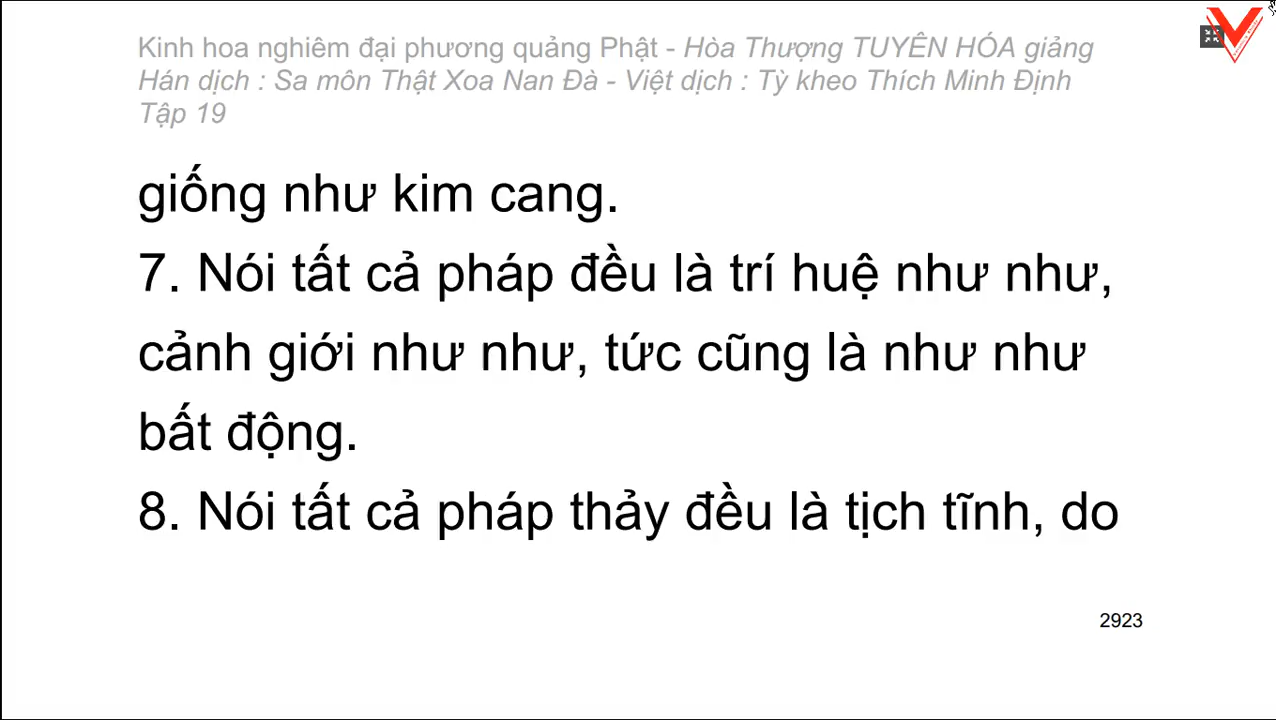 Kinh hoa nghiêm đại phương quảng Phật - Hòa Thượng TUYÊN HÓA giảng
Hán dịch : Sa môn Thật Xoa Nan Đà - Việt dịch : Tỳ kheo Thích Minh Định
Tập 19
giống như kim cang.
7. Nói tất cả pháp đều là trí huệ như như,
cảnh giới như như, tức cũng là như như
bất động.
8. Nói tất cả pháp thảy đều là tịch tĩnh, do
2923